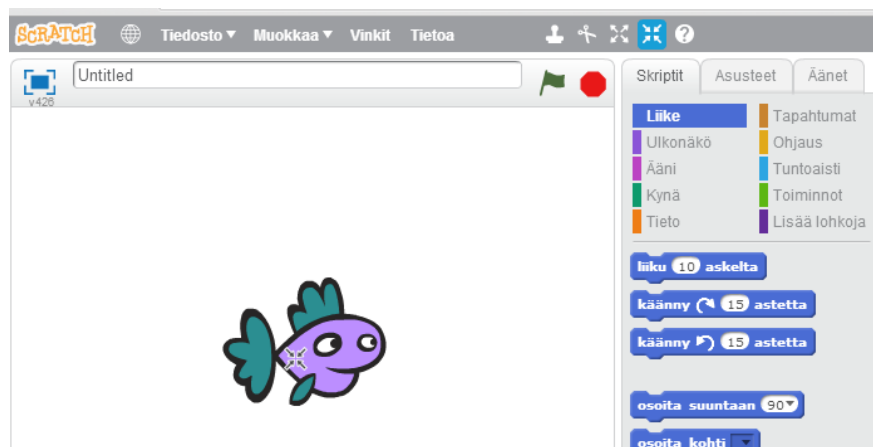 SCRATCH Tiedosto Muokkaa Vinkit Tietoa ?
Untitled
v426
Skriptit Asusteet Äänet
Liike Tapahtumat
Ulkonäkö Ohjaus
Ääni Tuntoaisti
Kynä Toiminnot
Tieto Lisää lohkoja
liiku 10 askelta
käänny 15 astetta
käänny 15 astetta
osoita suuntaan 90
osoita kohti